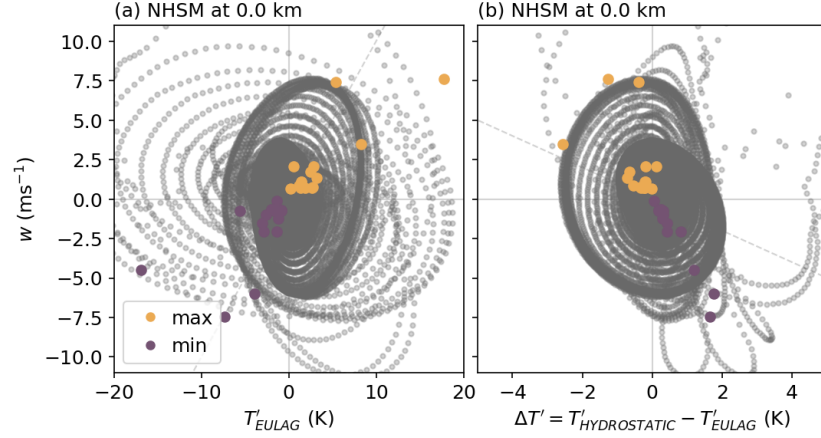 (a) NHSM at 0.0 km
(b) NHSM at 0.0 km
10.0
7.5
5.0
2.5
0.0
−2.5
−5.0
−7.5
−10.0
w (ms⁻¹)
max
min
−20 −10 0 10 20
−4 −2 0 2 4
T′EULAG (K)
ΔT′ = T′HYDROSTATIC − T′EULAG (K)